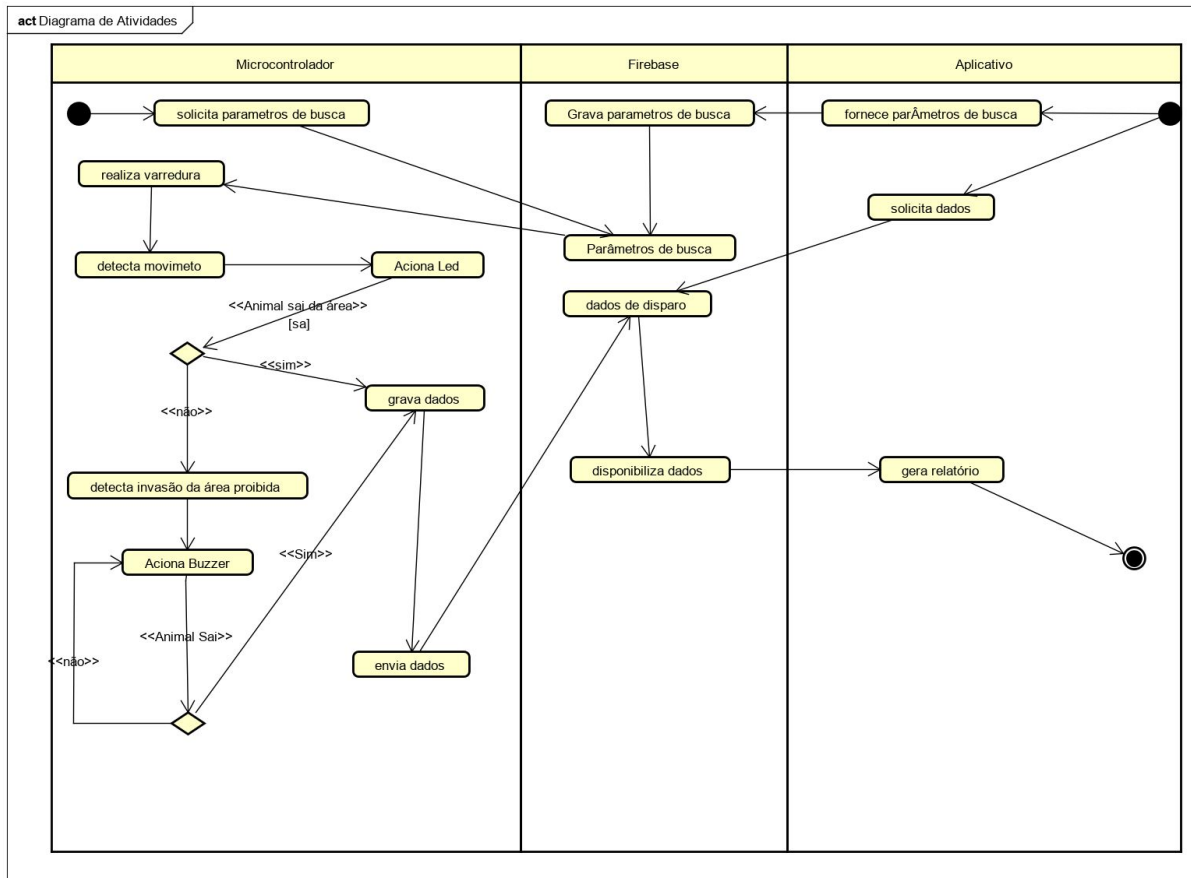 act Diagrama de Atividades
Microcontrolador
Firebase
Aplicativo
solicita parametros de busca
Grava parametros de busca
fornece parÂmetros de busca
realiza varredura
solicita dados
Parâmetros de busca
detecta movimeto
Aciona Led
<<Animal sai da área>>
[sa]
dados de disparo
<<sim>>
grava dados
<<não>>
detecta invasão da área proibida
disponibiliza dados
gera relatório
Aciona Buzzer
<<Sim>>
<<Animal Sai>>
<<não>>
envia dados